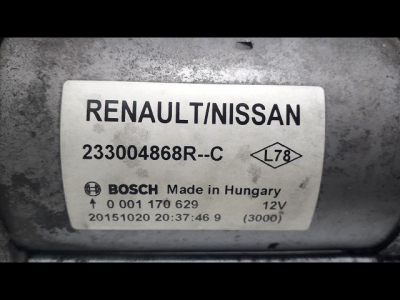 RENAULT/NISSAN
233004868R--C L78
BOSCH Made in Hungary
↑ 0 001 170 629 12V
20151020 20:37:46 9 (3000)